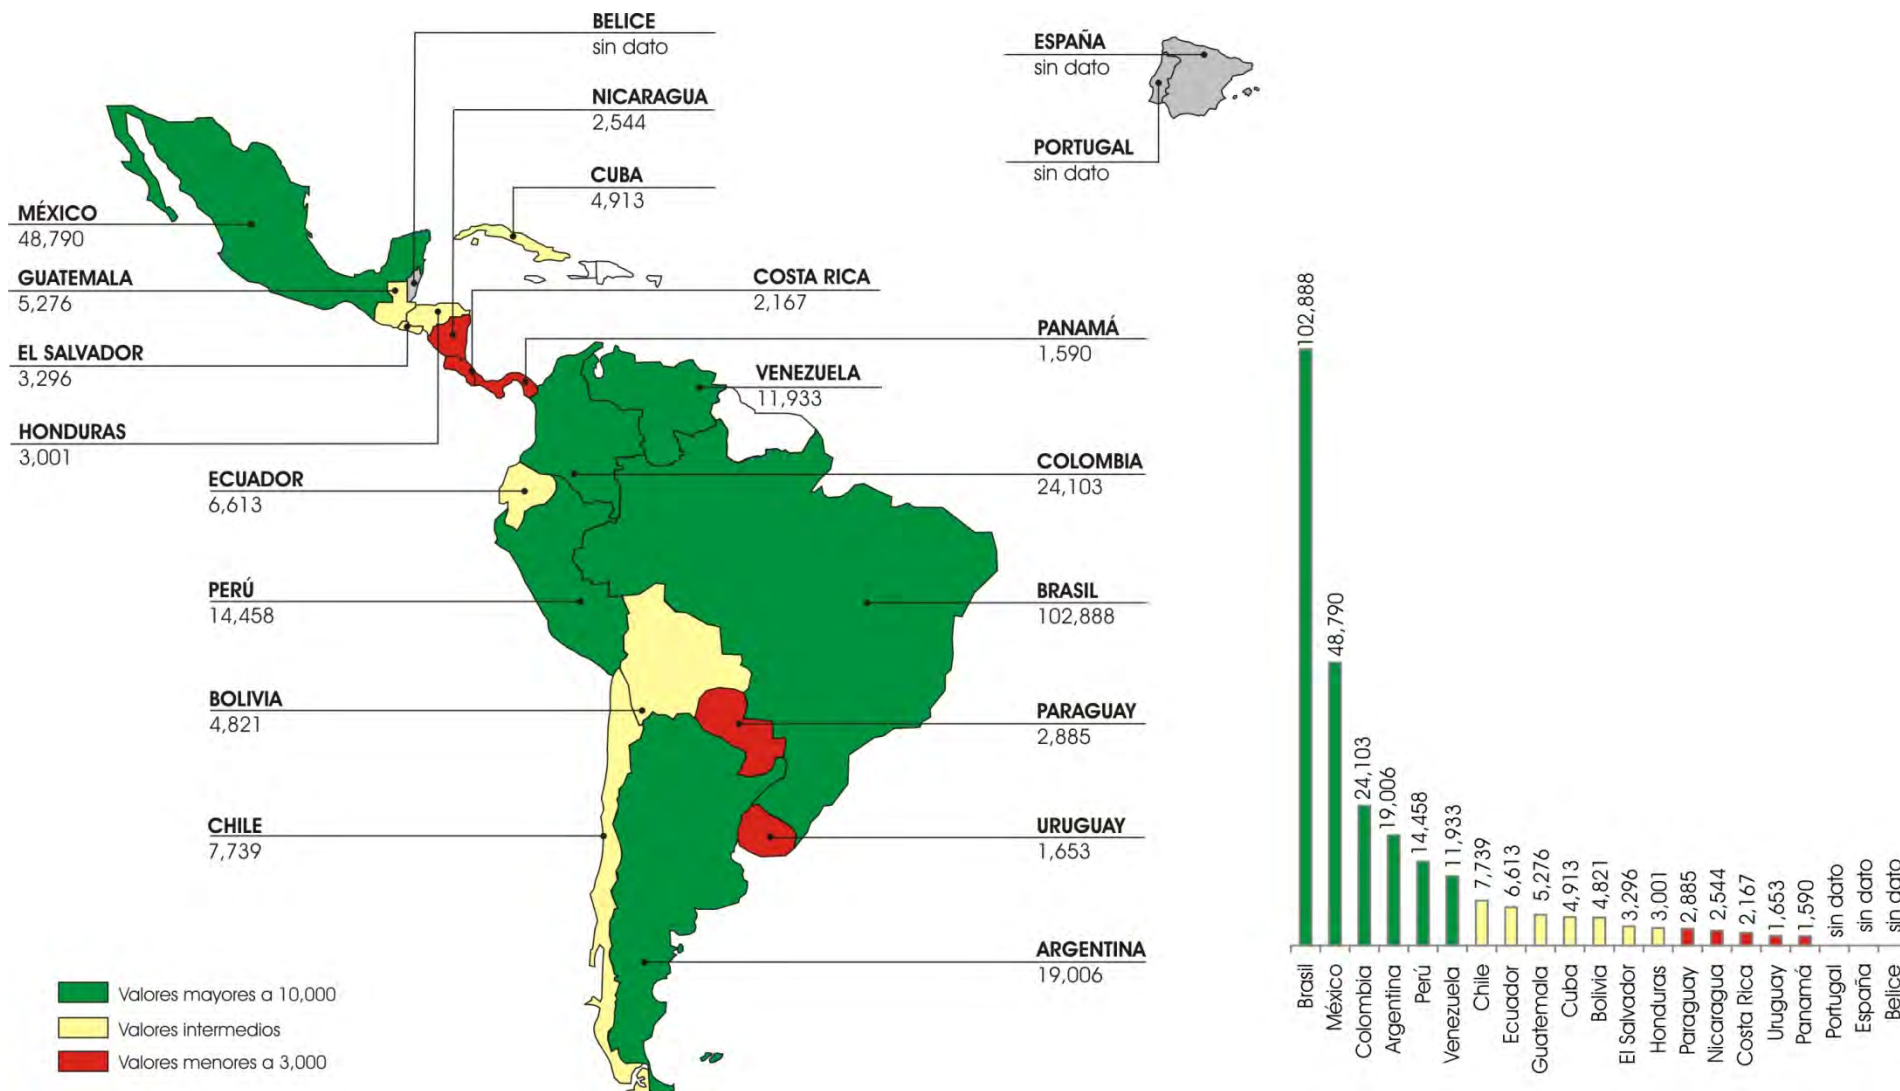 BELICE
sin dato
NICARAGUA
2,544
CUBA
4,913
ESPAÑA
sin dato
PORTUGAL
sin dato
MÉXICO
48,790
GUATEMALA
5,276
EL SALVADOR
3,296
HONDURAS
3,001
COSTA RICA
2,167
PANAMÁ
1,590
VENEZUELA
11,933
COLOMBIA
24,103
ECUADOR
6,613
PERÚ
14,458
BRASIL
102,888
BOLIVIA
4,821
PARAGUAY
2,885
CHILE
7,739
URUGUAY
1,653
ARGENTINA
19,006
Valores mayores a 10,000
Valores intermedios
Valores menores a 3,000
102,888
48,790
24,103
19,006
14,458
11,933
7,739
6,613
5,276
4,913
4,821
3,296
3,001
2,885
2,544
2,167
1,653
1,590
sin dato
sin dato
sin dato
Brasil
México
Colombia
Argentina
Perú
Venezuela
Chile
Ecuador
Guatemala
Cuba
Bolivia
El Salvador
Honduras
Paraguay
Nicaragua
Costa Rica
Uruguay
Panamá
Portugal
España
Belice